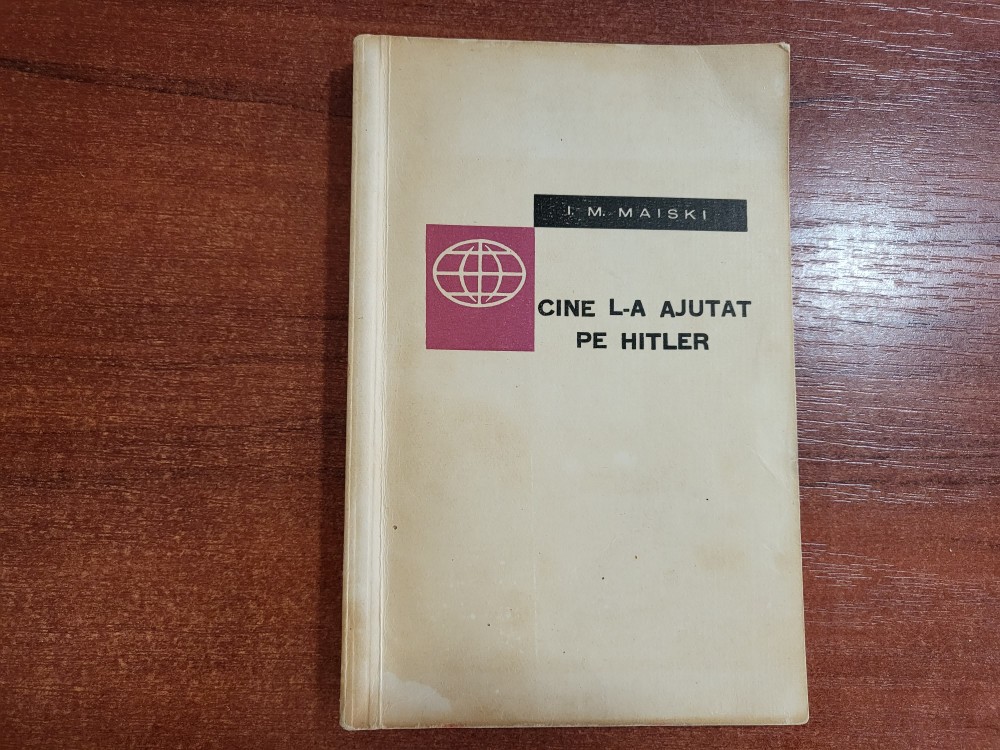 I. M. MAISKI
CINE L-A AJUTAT
PE HITLER